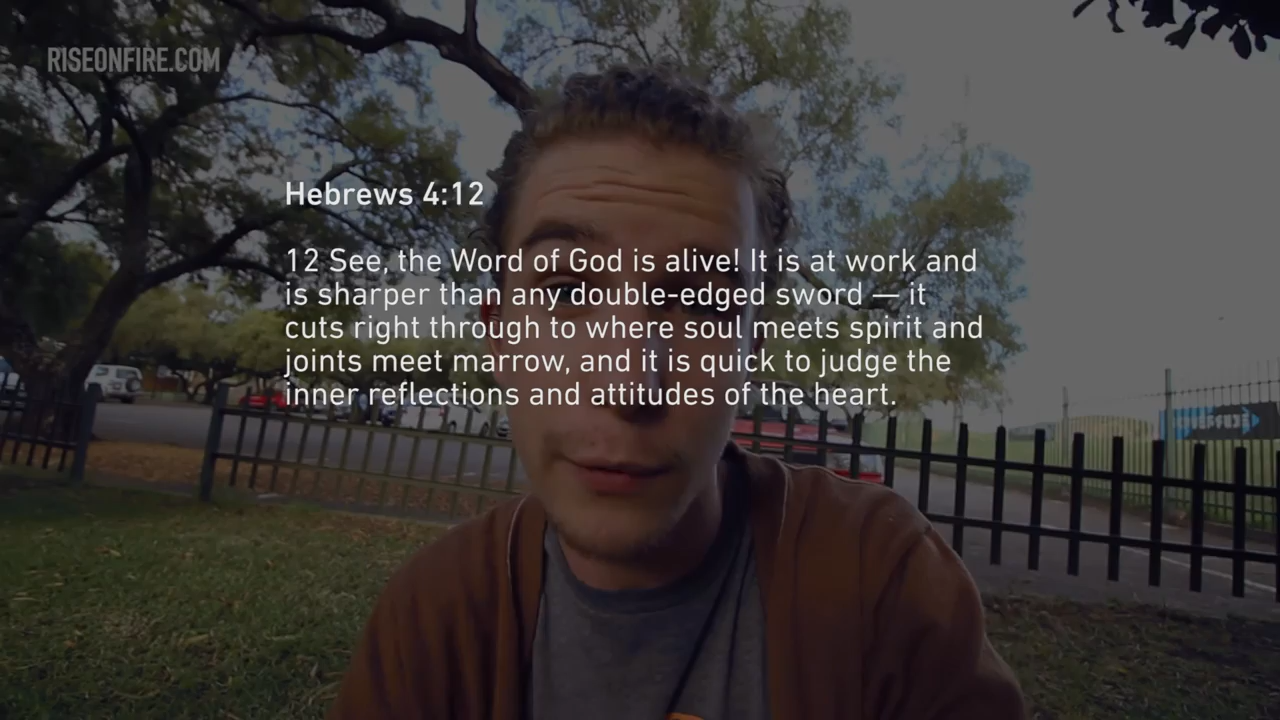 RISEONFIRE.COM
Hebrews 4:12
12 See, the Word of God is alive! It is at work and
is sharper than any double-edged sword — it
cuts right through to where soul meets spirit and
joints meet marrow, and it is quick to judge the
inner reflections and attitudes of the heart.